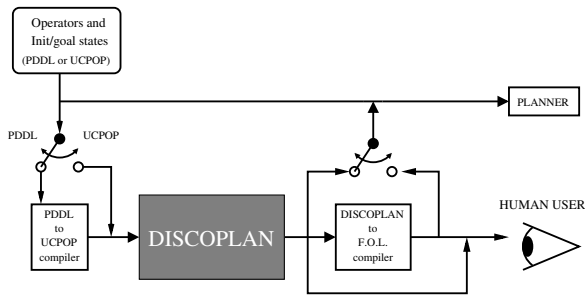 Operators and
Init/goal states
(PDDL or UCPOP)
PLANNER
PDDL
UCPOP
PDDL
to
UCPOP
compiler
DISCOPLAN
DISCOPLAN
to
F.O.L.
compiler
HUMAN USER